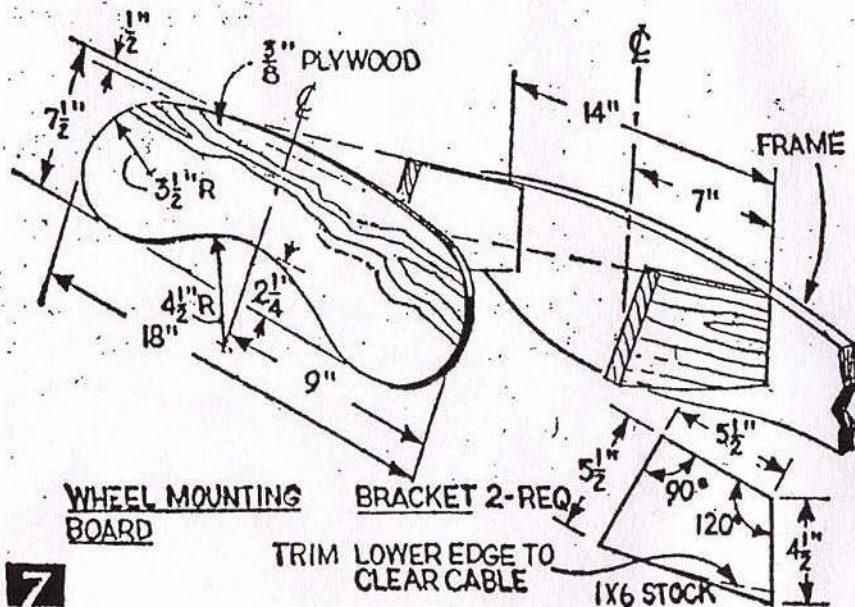 1/2"
3/8" PLYWOOD
℄
℄
7 1/2"
14"
FRAME
3 1/2" R
7"
4 1/2" R
2 1/4"
18"
9"
5 1/2"
5 1/2"
90°
120°
4 1/2"
WHEEL MOUNTING
BOARD
BRACKET 2-REQ.
TRIM LOWER EDGE TO
CLEAR CABLE
1X6 STOCK
7